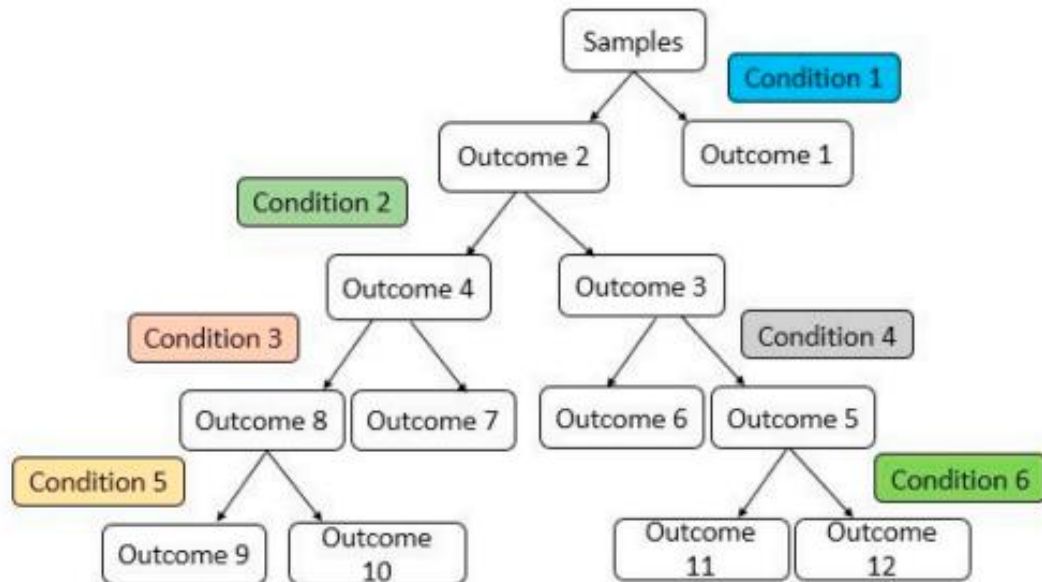 Samples
Condition 1
Outcome 2
Outcome 1
Condition 2
Outcome 4
Outcome 3
Condition 3
Condition 4
Outcome 8
Outcome 7
Outcome 6
Outcome 5
Condition 5
Condition 6
Outcome 9
Outcome
10
Outcome
11
Outcome
12